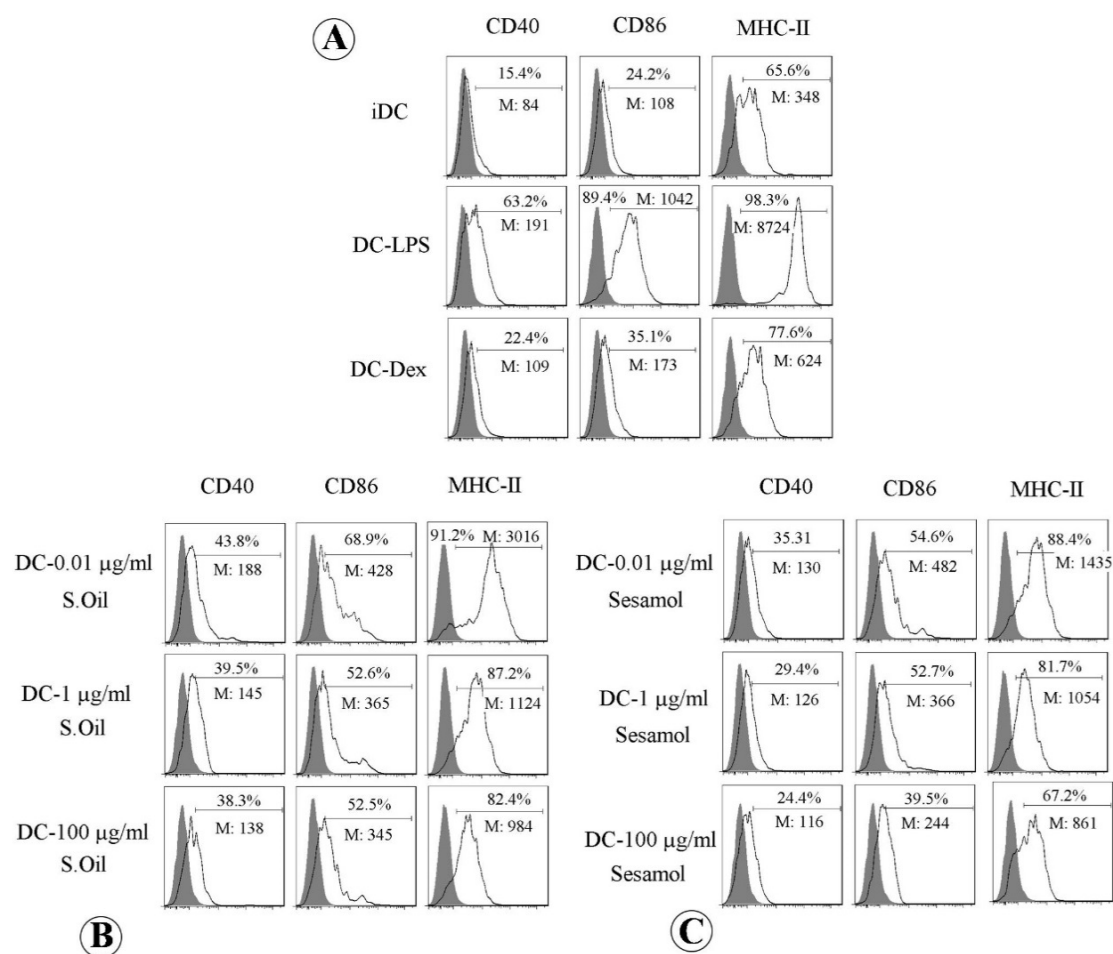 A
CD40 CD86 MHC-II
iDC
15.4% 24.2% 65.6%
M: 84 M: 108 M: 348
DC-LPS
63.2% 89.4% M: 1042 98.3%
M: 191 M: 8724
DC-Dex
22.4% 35.1% 77.6%
M: 109 M: 173 M: 624
CD40 CD86 MHC-II
DC-0.01 µg/ml
S.Oil
43.8% 68.9% 91.2% M: 3016
M: 188 M: 428
DC-1 µg/ml
S.Oil
39.5% 52.6% 87.2%
M: 145 M: 365 M: 1124
DC-100 µg/ml
S.Oil
38.3% 52.5% 82.4%
M: 138 M: 345 M: 984
B
CD40 CD86 MHC-II
DC-0.01 µg/ml
Sesamol
35.31 54.6% 88.4%
M: 130 M: 482 M: 1435
DC-1 µg/ml
Sesamol
29.4% 52.7% 81.7%
M: 126 M: 366 M: 1054
DC-100 µg/ml
Sesamol
24.4% 39.5% 67.2%
M: 116 M: 244 M: 861
C